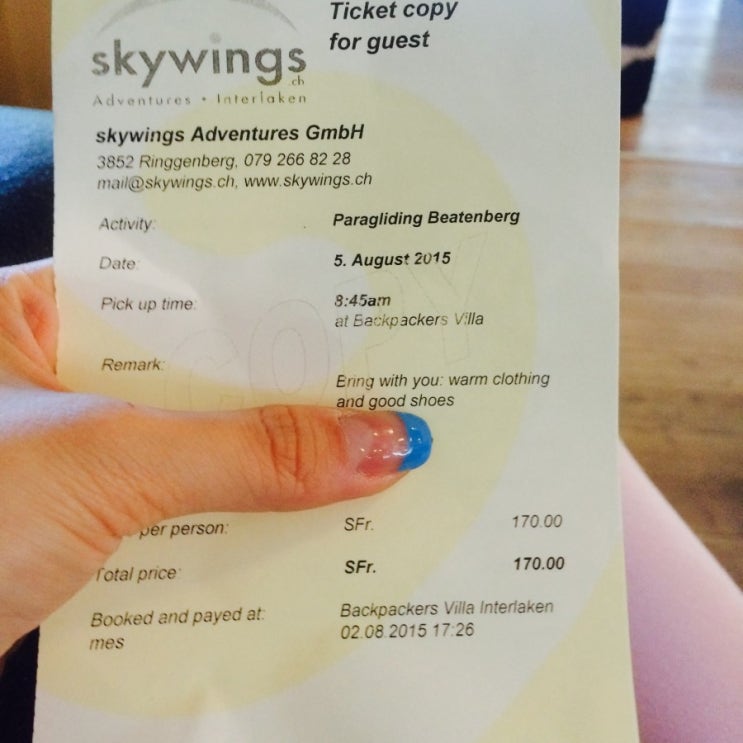 Ticket copy
for guest
skywings
.ch
Adventures • Interlaken
skywings Adventures GmbH
3852 Ringgenberg, 079 266 82 28
mail@skywings.ch, www.skywings.ch
Activity: Paragliding Beatenberg
Date: 5. August 2015
Pick up time: 8:45am
at Backpackers Villa
COPY
Remark:
Bring with you: warm clothing
and good shoes
per person: SFr. 170.00
Total price: SFr. 170.00
Booked and payed at: Backpackers Villa Interlaken
mes 02.08.2015 17:26